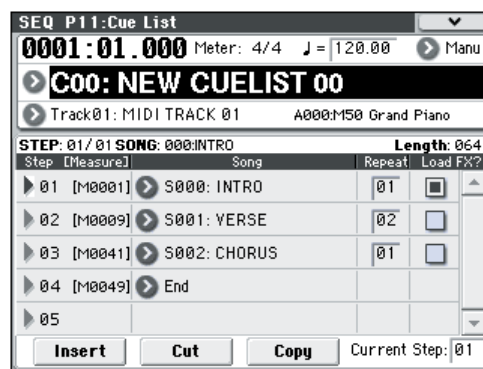 SEQ P11:Cue List
0001:01.000 Meter: 4/4 ♩= 120.00 Manu
C00: NEW CUELIST 00
Track01: MIDI TRACK 01 A000:M50 Grand Piano
STEP: 01/01 SONG: 000:INTRO Length: 064
Step [Measure] Song Repeat Load FX?
01 [M0001] S000: INTRO 01
02 [M0009] S001: VERSE 02
03 [M0041] S002: CHORUS 01
04 [M0049] End
05
Insert Cut Copy Current Step: 01